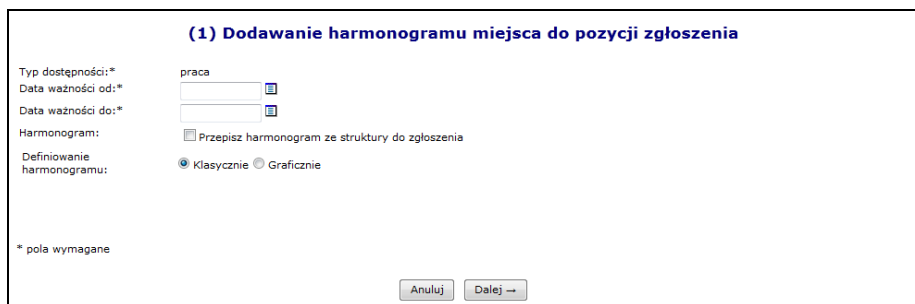 (1) Dodawanie harmonogramu miejsca do pozycji zgłoszenia
Typ dostępności:* praca
Data ważności od:*
Data ważności do:*
Harmonogram: Przepisz harmonogram ze struktury do zgłoszenia
Definiowanie
harmonogramu: Klasycznie Graficznie
* pola wymagane
Anuluj Dalej →